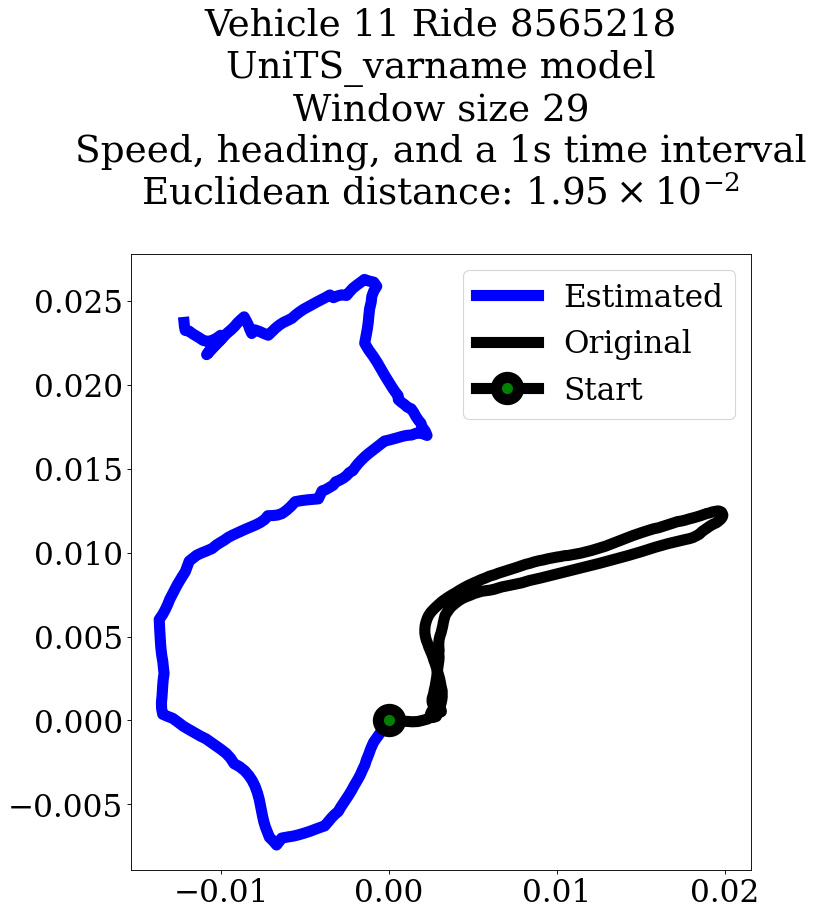 Vehicle 11 Ride 8565218
UniTS_varname model
Window size 29
Speed, heading, and a 1s time interval
Euclidean distance: 1.95 × 10⁻²
Estimated
Original
Start
0.025
0.020
0.015
0.010
0.005
0.000
−0.005
−0.01 0.00 0.01 0.02